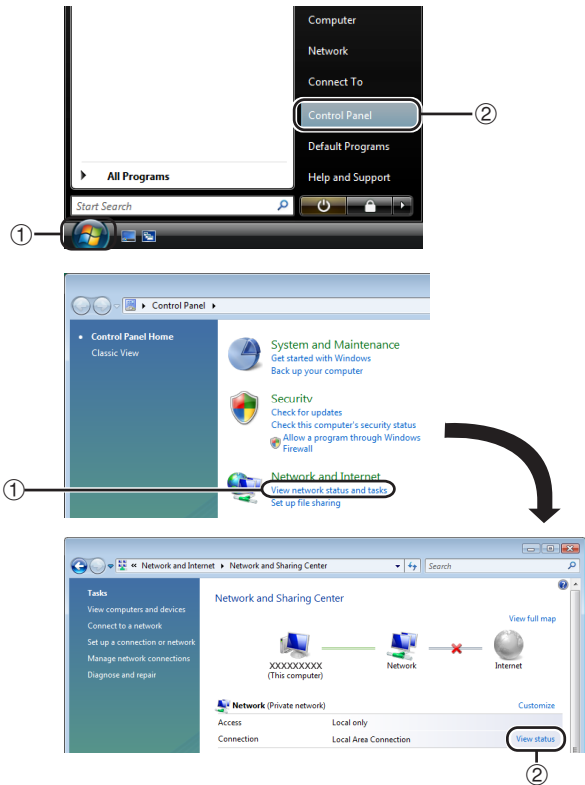 Computer
Network
Connect To
Control Panel
②
Default Programs
All Programs
Help and Support
Start Search
①
Control Panel
Control Panel Home
Classic View
System and Maintenance
Get started with Windows
Back up your computer
Security
Check for updates
Check this computer's security status
Allow a program through Windows
Firewall
Network and Internet
①
View network status and tasks
Set up file sharing
« Network and Internet
Network and Sharing Center
Search
Tasks
View computers and devices
Connect to a network
Set up a connection or network
Manage network connections
Diagnose and repair
Network and Sharing Center
View full map
XXXXXXXXX
(This computer)
Network
Internet
Network (Private network)
Customize
Access
Local only
Connection
Local Area Connection
View status
②